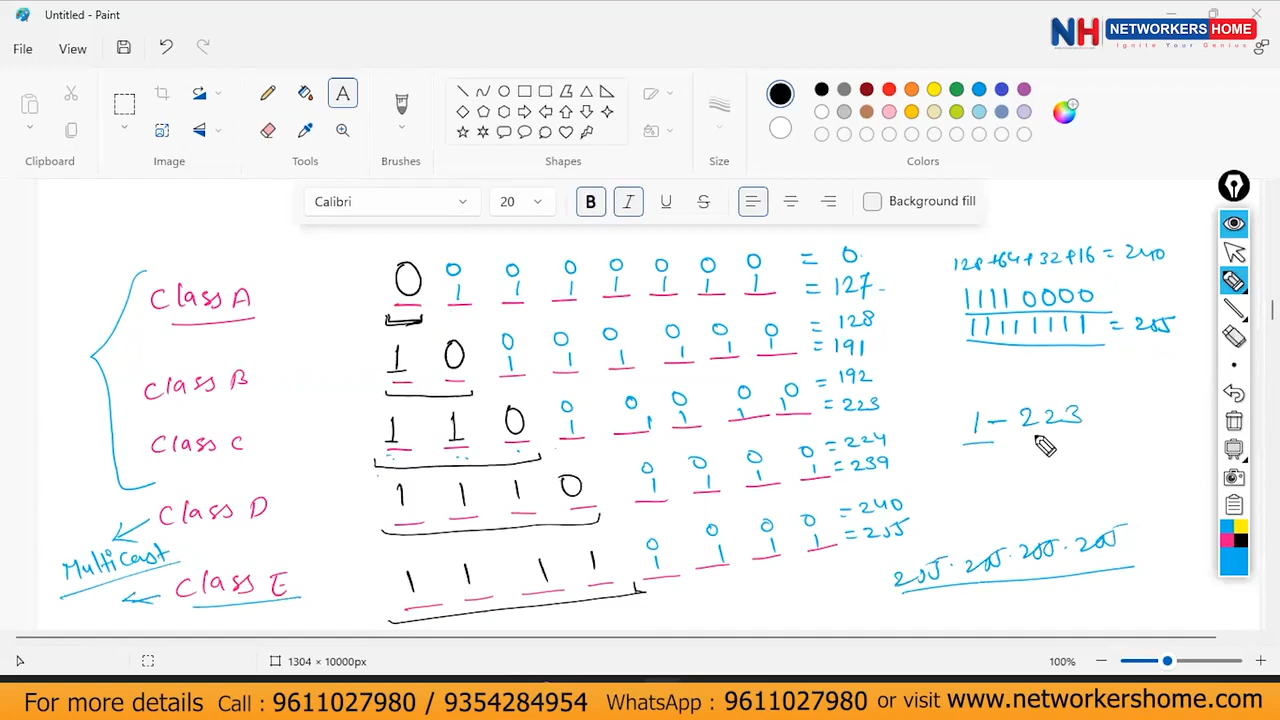 Untitled - Paint
NH NETWORKERS HOME
Ignite Your Genius
File View
Clipboard Image Tools Brushes Shapes Size Colors
Calibri 20 B I U S Background fill
Class A 0 0 0 0 0 0 0 0 = 0
1 1 1 1 1 1 1 = 127
Class B 1 0 0 0 0 0 0 0 = 128
1 1 1 1 1 1 = 191
Class C 1 1 0 0 0 0 0 0 = 192
1 1 1 1 1 = 223
Class D 1 1 1 0 0 0 0 0 = 224
1 1 1 1 = 239
Class E 1 1 1 1 0 0 0 0 = 240
1 1 1 1 = 255
Multicast
128+64+32+16 = 240
11110000
11111111 = 255
1 - 223
255.255.255.255
1304 × 10000px
100%
For more details Call : 9611027980 / 9354284954 WhatsApp : 9611027980 or visit www.networkershome.com